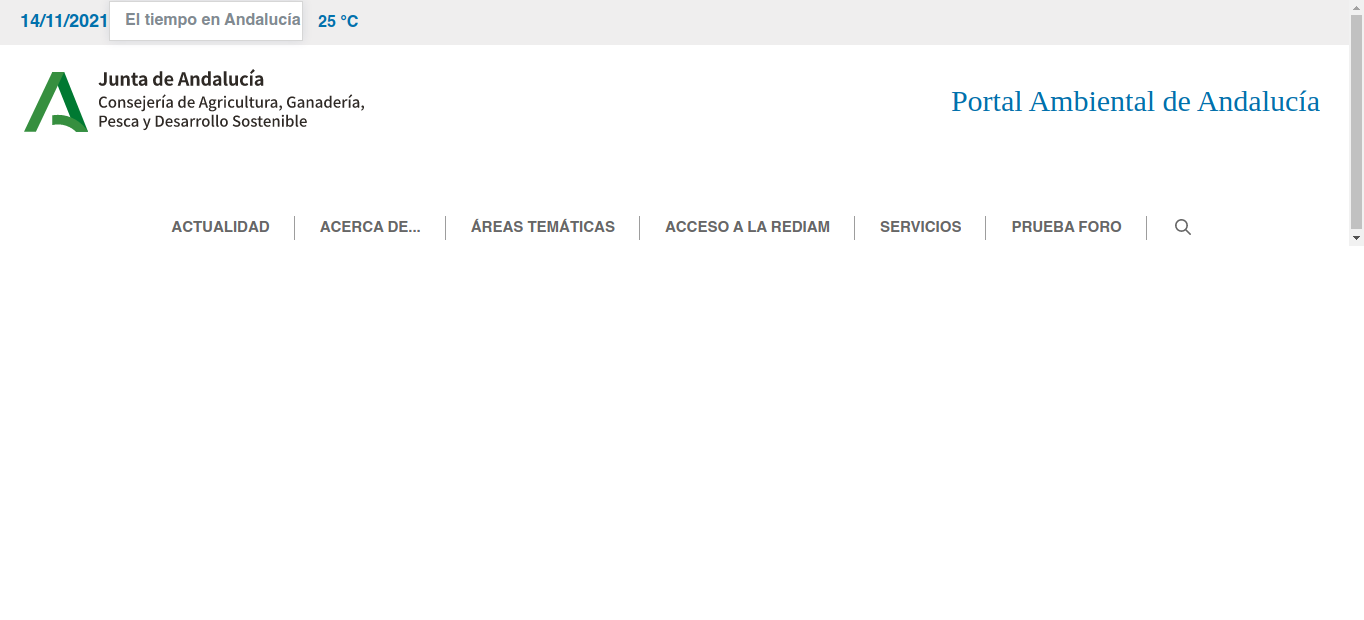 14/11/2021 El tiempo en Andalucía 25 °C
Junta de Andalucía
Consejería de Agricultura, Ganadería,
Pesca y Desarrollo Sostenible
Portal Ambiental de Andalucía
ACTUALIDAD ACERCA DE... ÁREAS TEMÁTICAS ACCESO A LA REDIAM SERVICIOS PRUEBA FORO